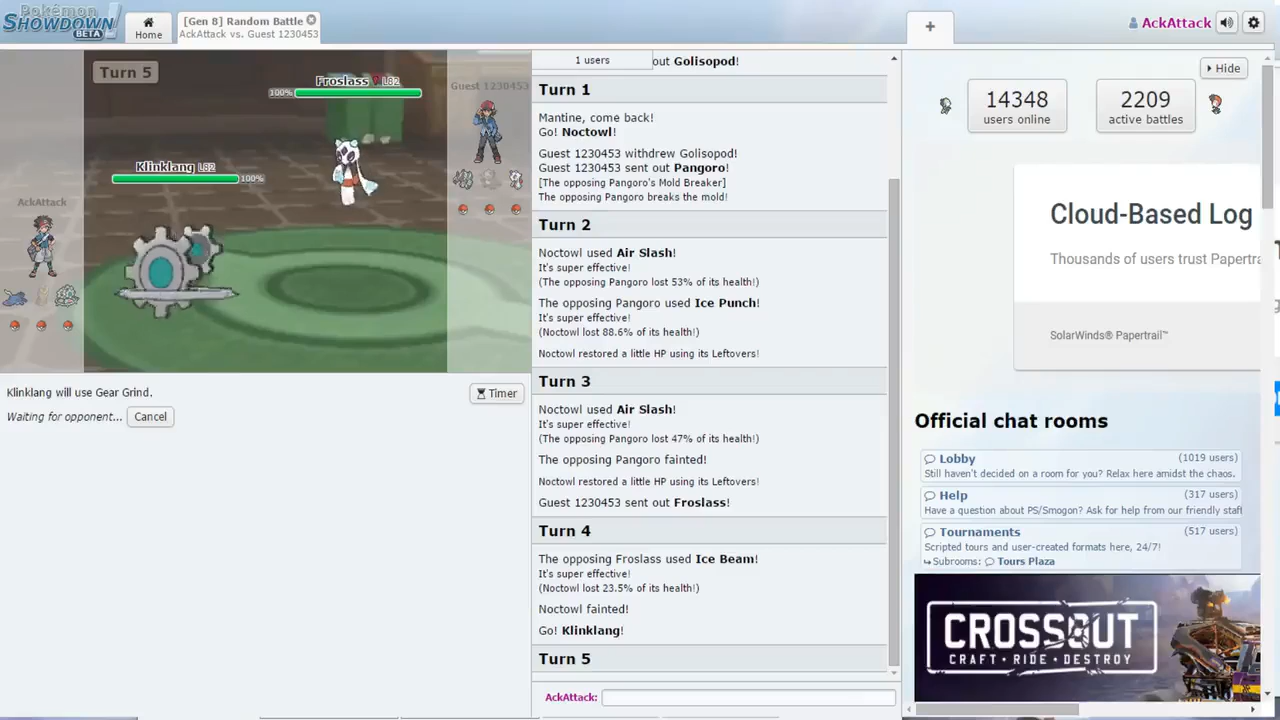 Pokémon
SHOWDOWN!
BETA
Home
[Gen 8] Random Battle
AckAttack vs. Guest 1230453
+
AckAttack
Turn 5
Froslass L82
100%
Klinklang L82
100%
Guest 1230453
AckAttack
Klinklang will use Gear Grind.
Waiting for opponent...
Cancel
Timer
1 users
out Golisopod!
Turn 1
Mantine, come back!
Go! Noctowl!
Guest 1230453 withdrew Golisopod!
Guest 1230453 sent out Pangoro!
[The opposing Pangoro's Mold Breaker]
The opposing Pangoro breaks the mold!
Turn 2
Noctowl used Air Slash!
It's super effective!
(The opposing Pangoro lost 53% of its health!)
The opposing Pangoro used Ice Punch!
It's super effective!
(Noctowl lost 88.6% of its health!)
Noctowl restored a little HP using its Leftovers!
Turn 3
Noctowl used Air Slash!
It's super effective!
(The opposing Pangoro lost 47% of its health!)
The opposing Pangoro fainted!
Noctowl restored a little HP using its Leftovers!
Guest 1230453 sent out Froslass!
Turn 4
The opposing Froslass used Ice Beam!
It's super effective!
(Noctowl lost 23.5% of its health!)
Noctowl fainted!
Go! Klinklang!
Turn 5
AckAttack:
Hide
14348
users online
2209
active battles
Cloud-Based Log
Thousands of users trust Papertra
SolarWinds® Papertrail™
Official chat rooms
Lobby
(1019 users)
Still haven't decided on a room for you? Relax here amidst the chaos.
Help
(317 users)
Have a question about PS/Smogon? Ask for help from our friendly staff
Tournaments
(517 users)
Scripted tours and user-created formats here, 24/7!
Subrooms: Tours Plaza
CROSSOUT
CRAFT • RIDE • DESTROY